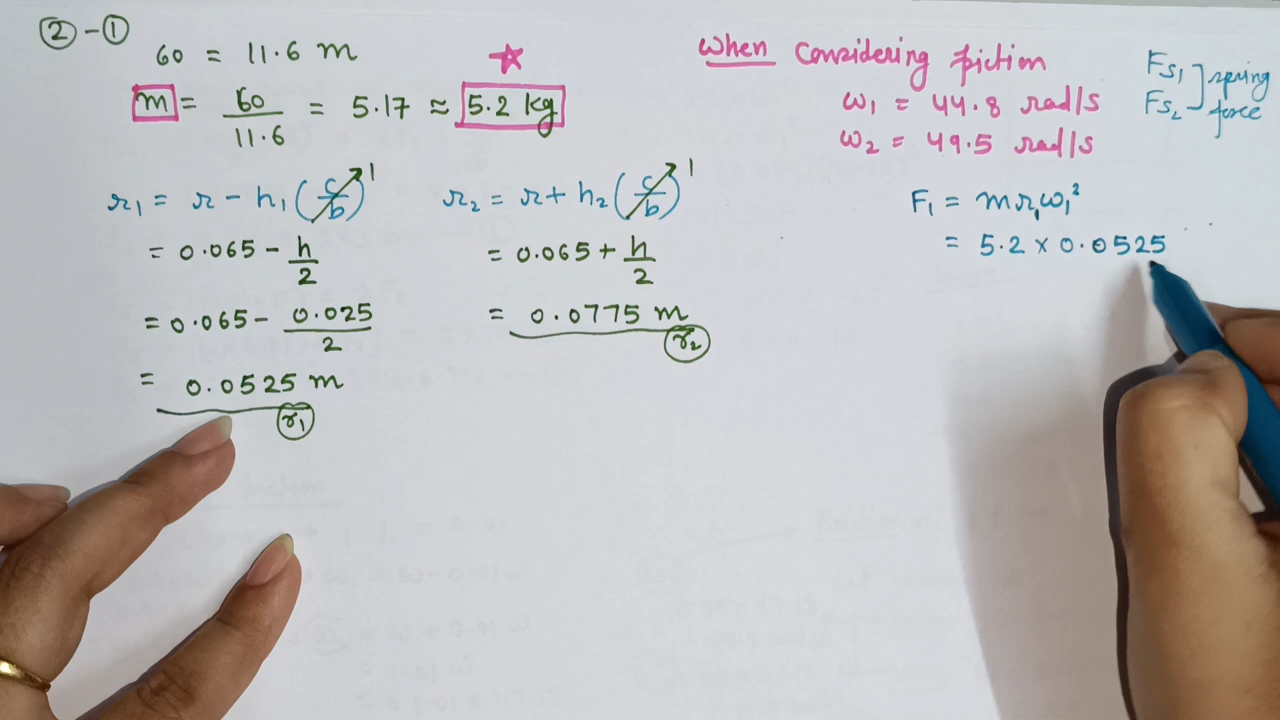 ② - ①
60 = 11.6 m
m = 60/11.6 = 5.17 ≈ 5.2 kg
r₁ = r - h₁ (c/b) 1
= 0.065 - h/2
= 0.065 - 0.025/2
= 0.0525 m
r₁
r₂ = r + h₂ (c/b) 1
= 0.065 + h/2
= 0.0775 m
r₂
When considering friction
ω₁ = 44.8 rad/s
ω₂ = 49.5 rad/s
Fs₁
Fs₂ ] spring force
F₁ = m r₁ ω₁²
= 5.2 × 0.0525